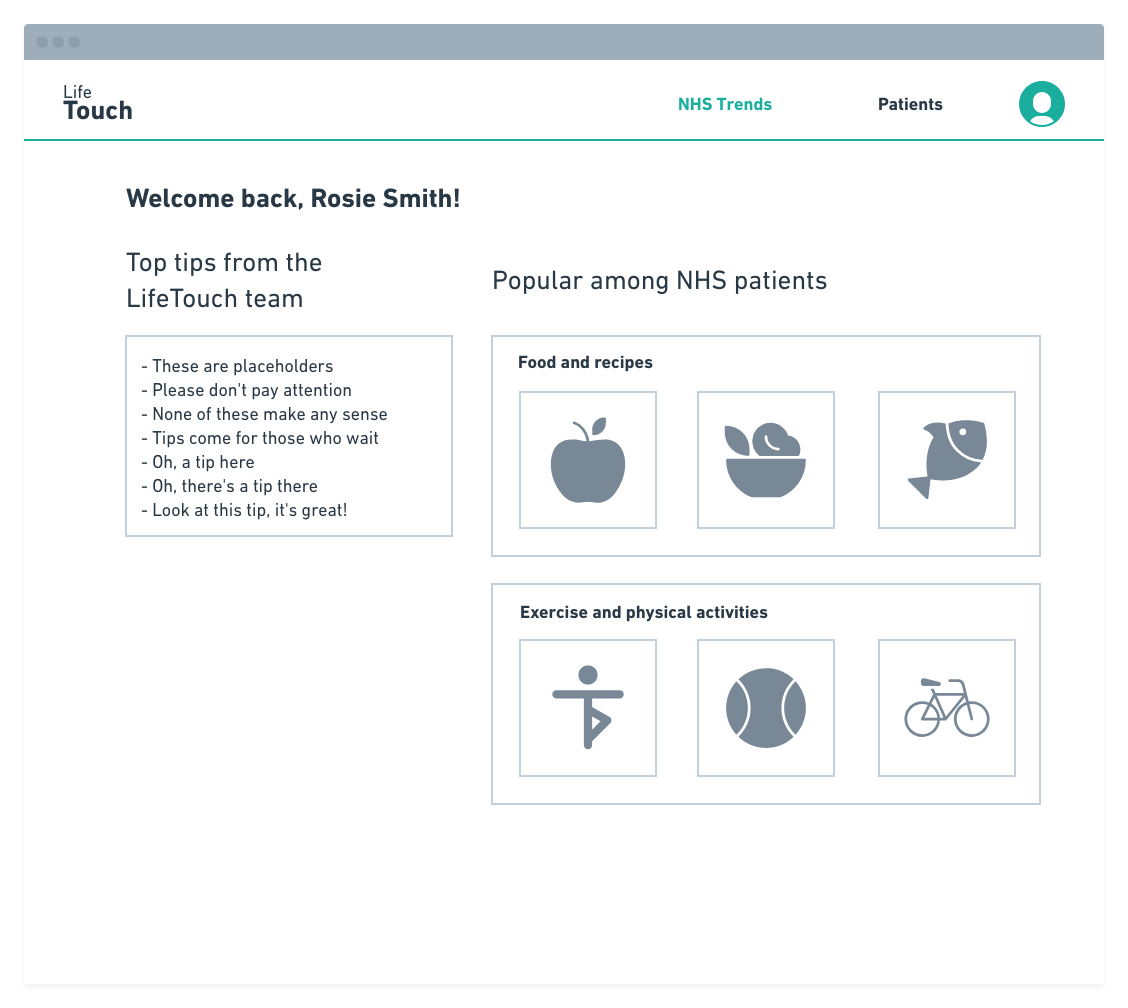 Life
Touch
NHS Trends
Patients
Welcome back, Rosie Smith!
Top tips from the
LifeTouch team
- These are placeholders
- Please don't pay attention
- None of these make any sense
- Tips come for those who wait
- Oh, a tip here
- Oh, there's a tip there
- Look at this tip, it's great!
Popular among NHS patients
Food and recipes
Exercise and physical activities